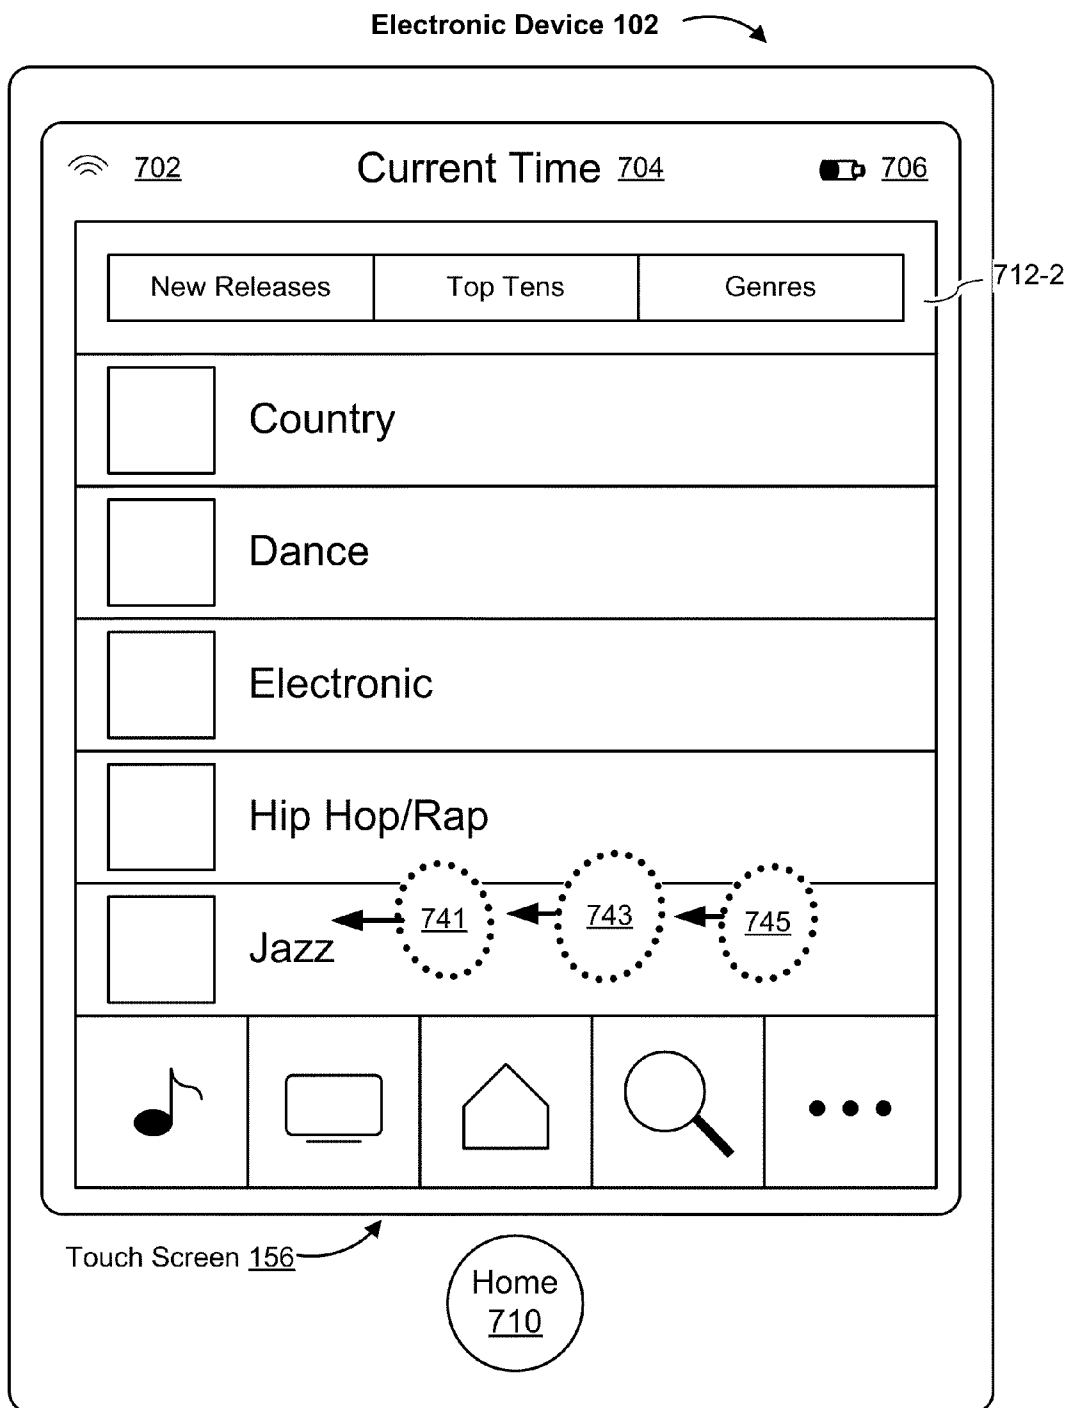 Electronic Device 102
702 Current Time 704 706
712-2
New Releases Top Tens Genres
Country
Dance
Electronic
Hip Hop/Rap
741 743 745
Jazz
Touch Screen 156
Home
710